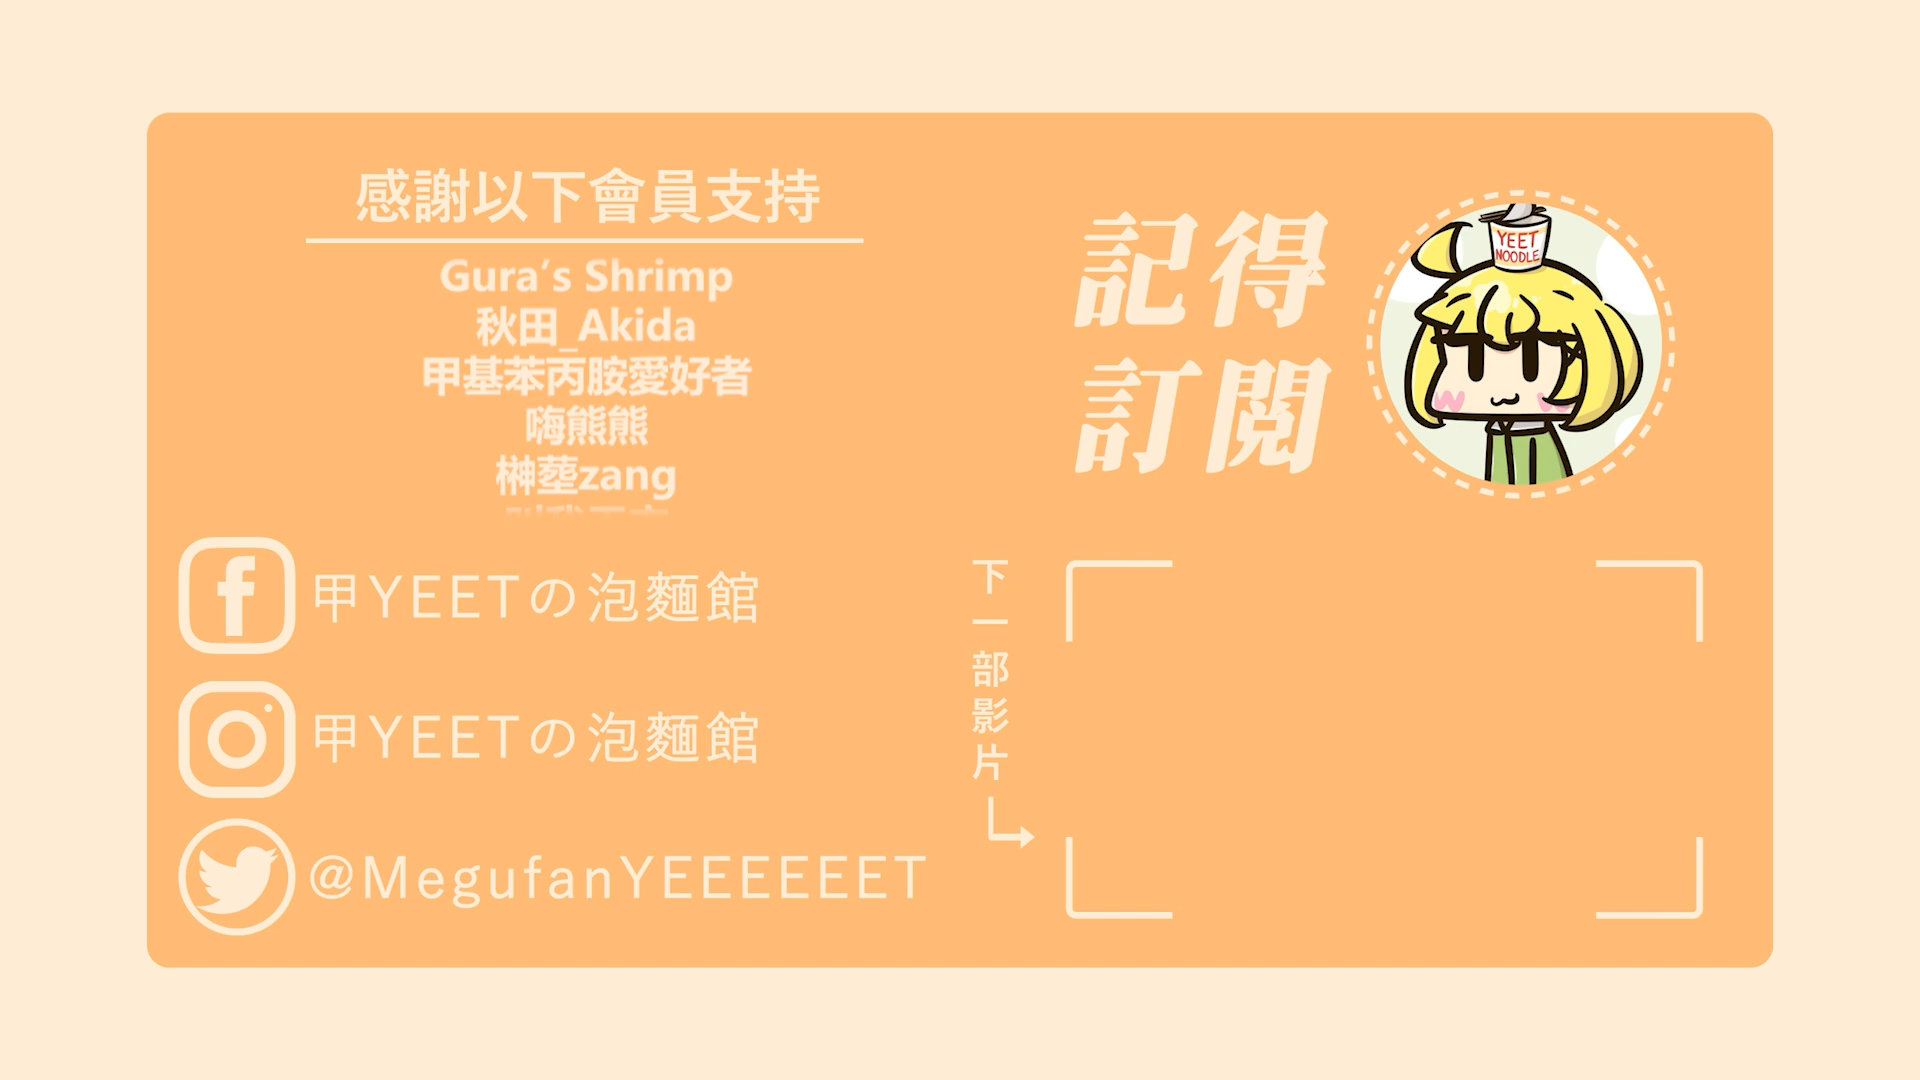 感謝以下會員支持
Gura's Shrimp
秋田_Akida
甲基苯丙胺愛好者
嗨熊熊
榊塟zang
記得
訂閱
YEET
NOODLE
甲YEETの泡麵館
甲YEETの泡麵館
@MegufanYEEEEEET
下一部影片